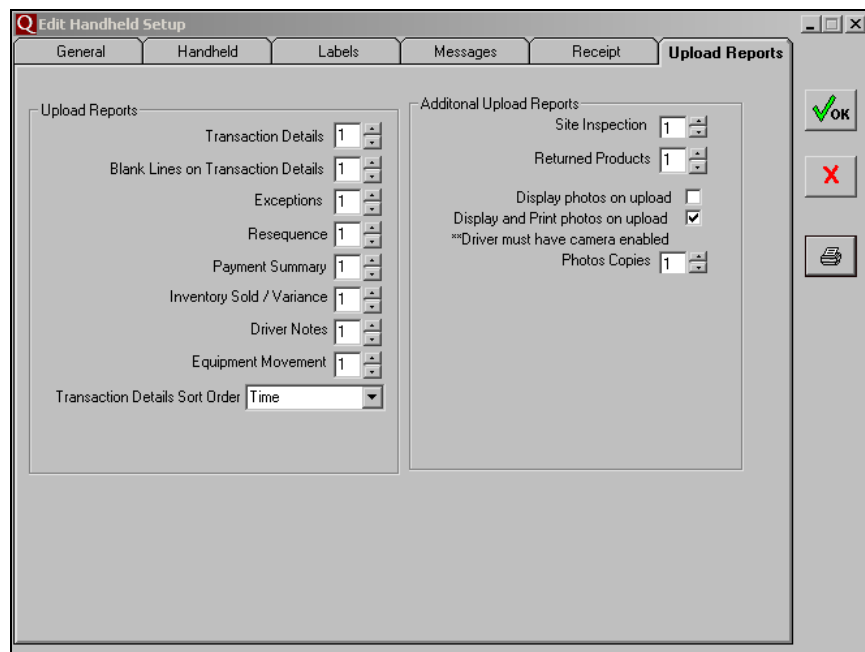 Q Edit Handheld Setup
General Handheld Labels Messages Receipt Upload Reports
Upload Reports
Transaction Details 1
Blank Lines on Transaction Details 1
Exceptions 1
Resequence 1
Payment Summary 1
Inventory Sold / Variance 1
Driver Notes 1
Equipment Movement 1
Transaction Details Sort Order Time
Additonal Upload Reports
Site Inspection 1
Returned Products 1
Display photos on upload
Display and Print photos on upload
**Driver must have camera enabled
Photos Copies 1
OK
X